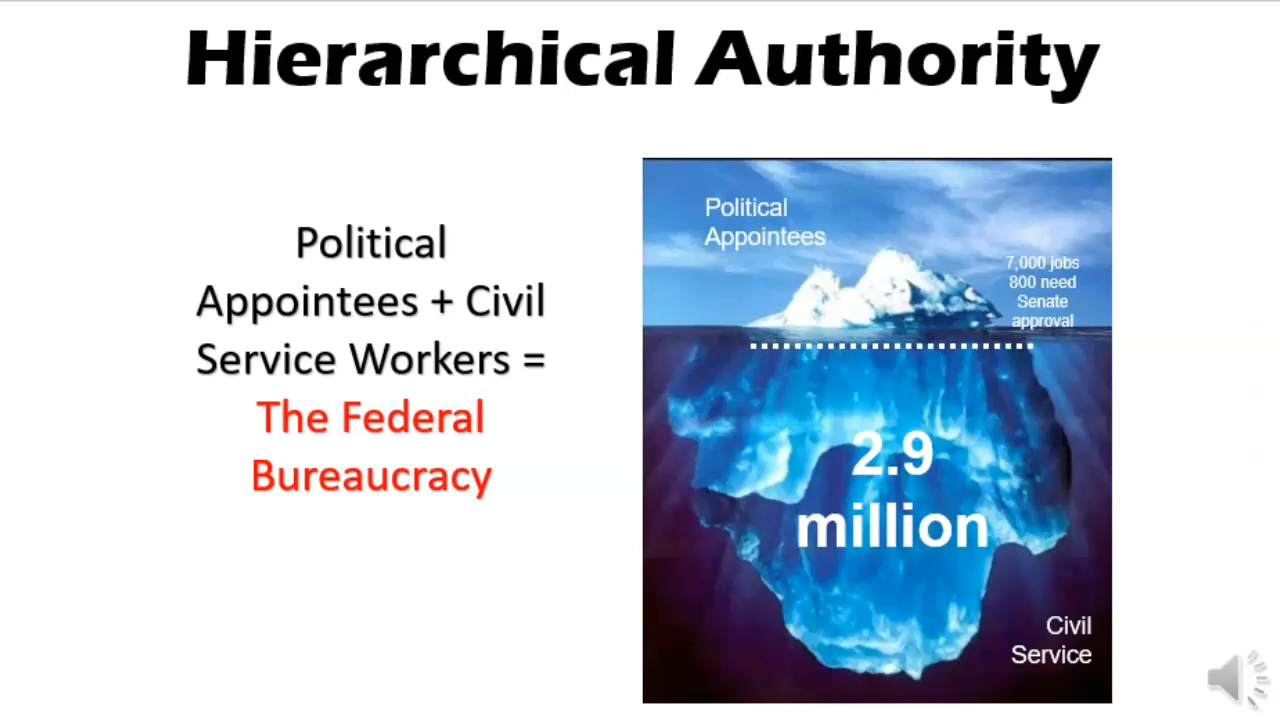 Hierarchical Authority
Political
Appointees + Civil
Service Workers =
The Federal
Bureaucracy
Political
Appointees
7,000 jobs
800 need
Senate
approval
2.9
million
Civil
Service